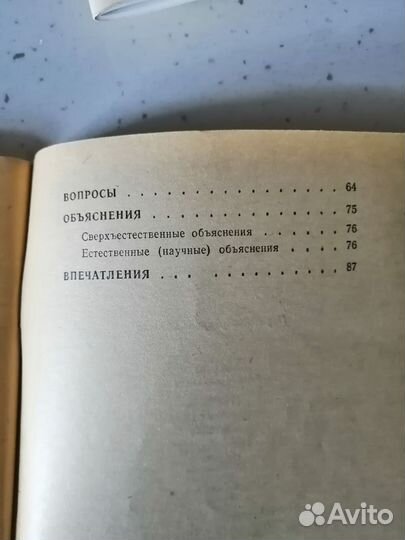 ВОПРОСЫ . . . . . . . . . . . . . . 64
ОБЪЯСНЕНИЯ . . . . . . . . . . . . 75
Сверхъестественные объяснения . . . . . . 76
Естественные (научные) объяснения . . . . 76
ВПЕЧАТЛЕНИЯ . . . . . . . . . . . 87
Avito